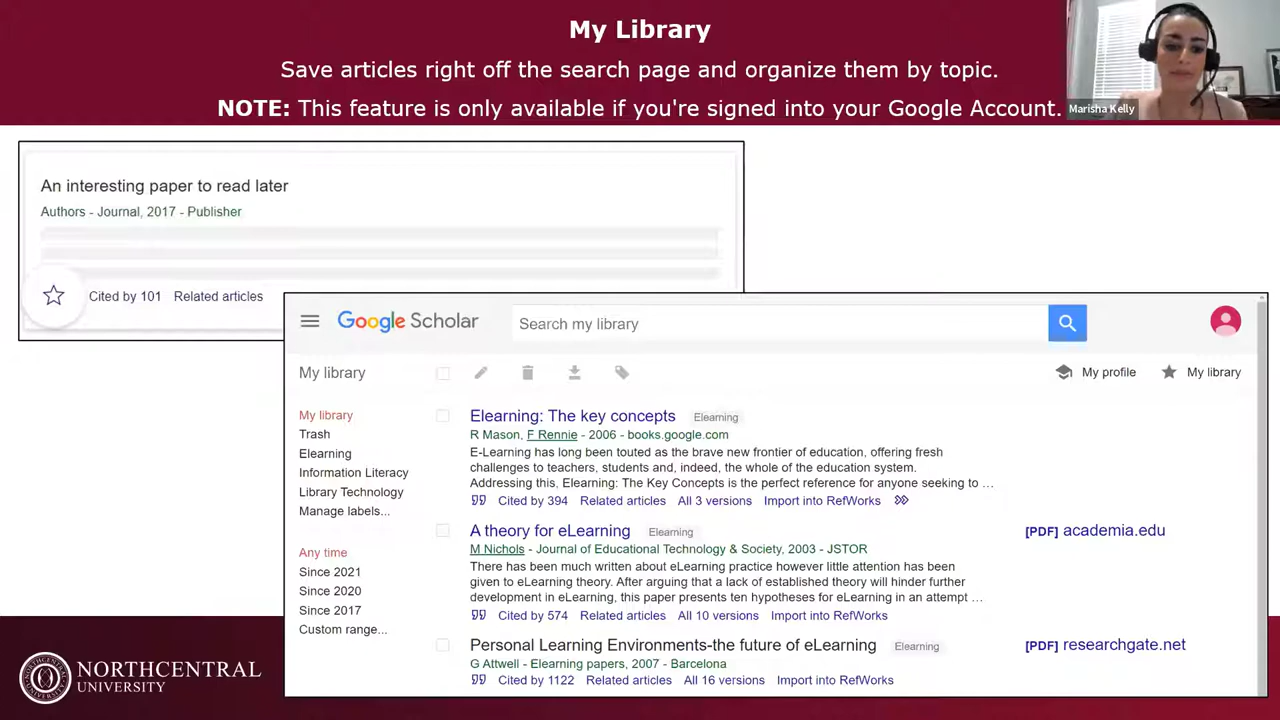 My Library
Save articles right off the search page and organize them by topic.
NOTE: This feature is only available if you're signed into your Google Account.
Marisha Kelly
An interesting paper to read later
Authors - Journal, 2017 - Publisher
Cited by 101 Related articles
Google Scholar
Search my library
My library
My profile
My library
My library
Trash
Elearning
Information Literacy
Library Technology
Manage labels...
Any time
Since 2021
Since 2020
Since 2017
Custom range...
Elearning: The key concepts Elearning
R Mason, F Rennie - 2006 - books.google.com
E-Learning has long been touted as the brave new frontier of education, offering fresh
challenges to teachers, students and, indeed, the whole of the education system.
Addressing this, Elearning: The Key Concepts is the perfect reference for anyone seeking to ...
Cited by 394 Related articles All 3 versions Import into RefWorks
A theory for eLearning Elearning
[PDF] academia.edu
M Nichols - Journal of Educational Technology & Society, 2003 - JSTOR
There has been much written about eLearning practice however little attention has been
given to eLearning theory. After arguing that a lack of established theory will hinder further
development in eLearning, this paper presents ten hypotheses for eLearning in an attempt ...
Cited by 574 Related articles All 10 versions Import into RefWorks
Personal Learning Environments-the future of eLearning Elearning
[PDF] researchgate.net
G Attwell - Elearning papers, 2007 - Barcelona
Cited by 1122 Related articles All 16 versions Import into RefWorks
NORTHCENTRAL
UNIVERSITY